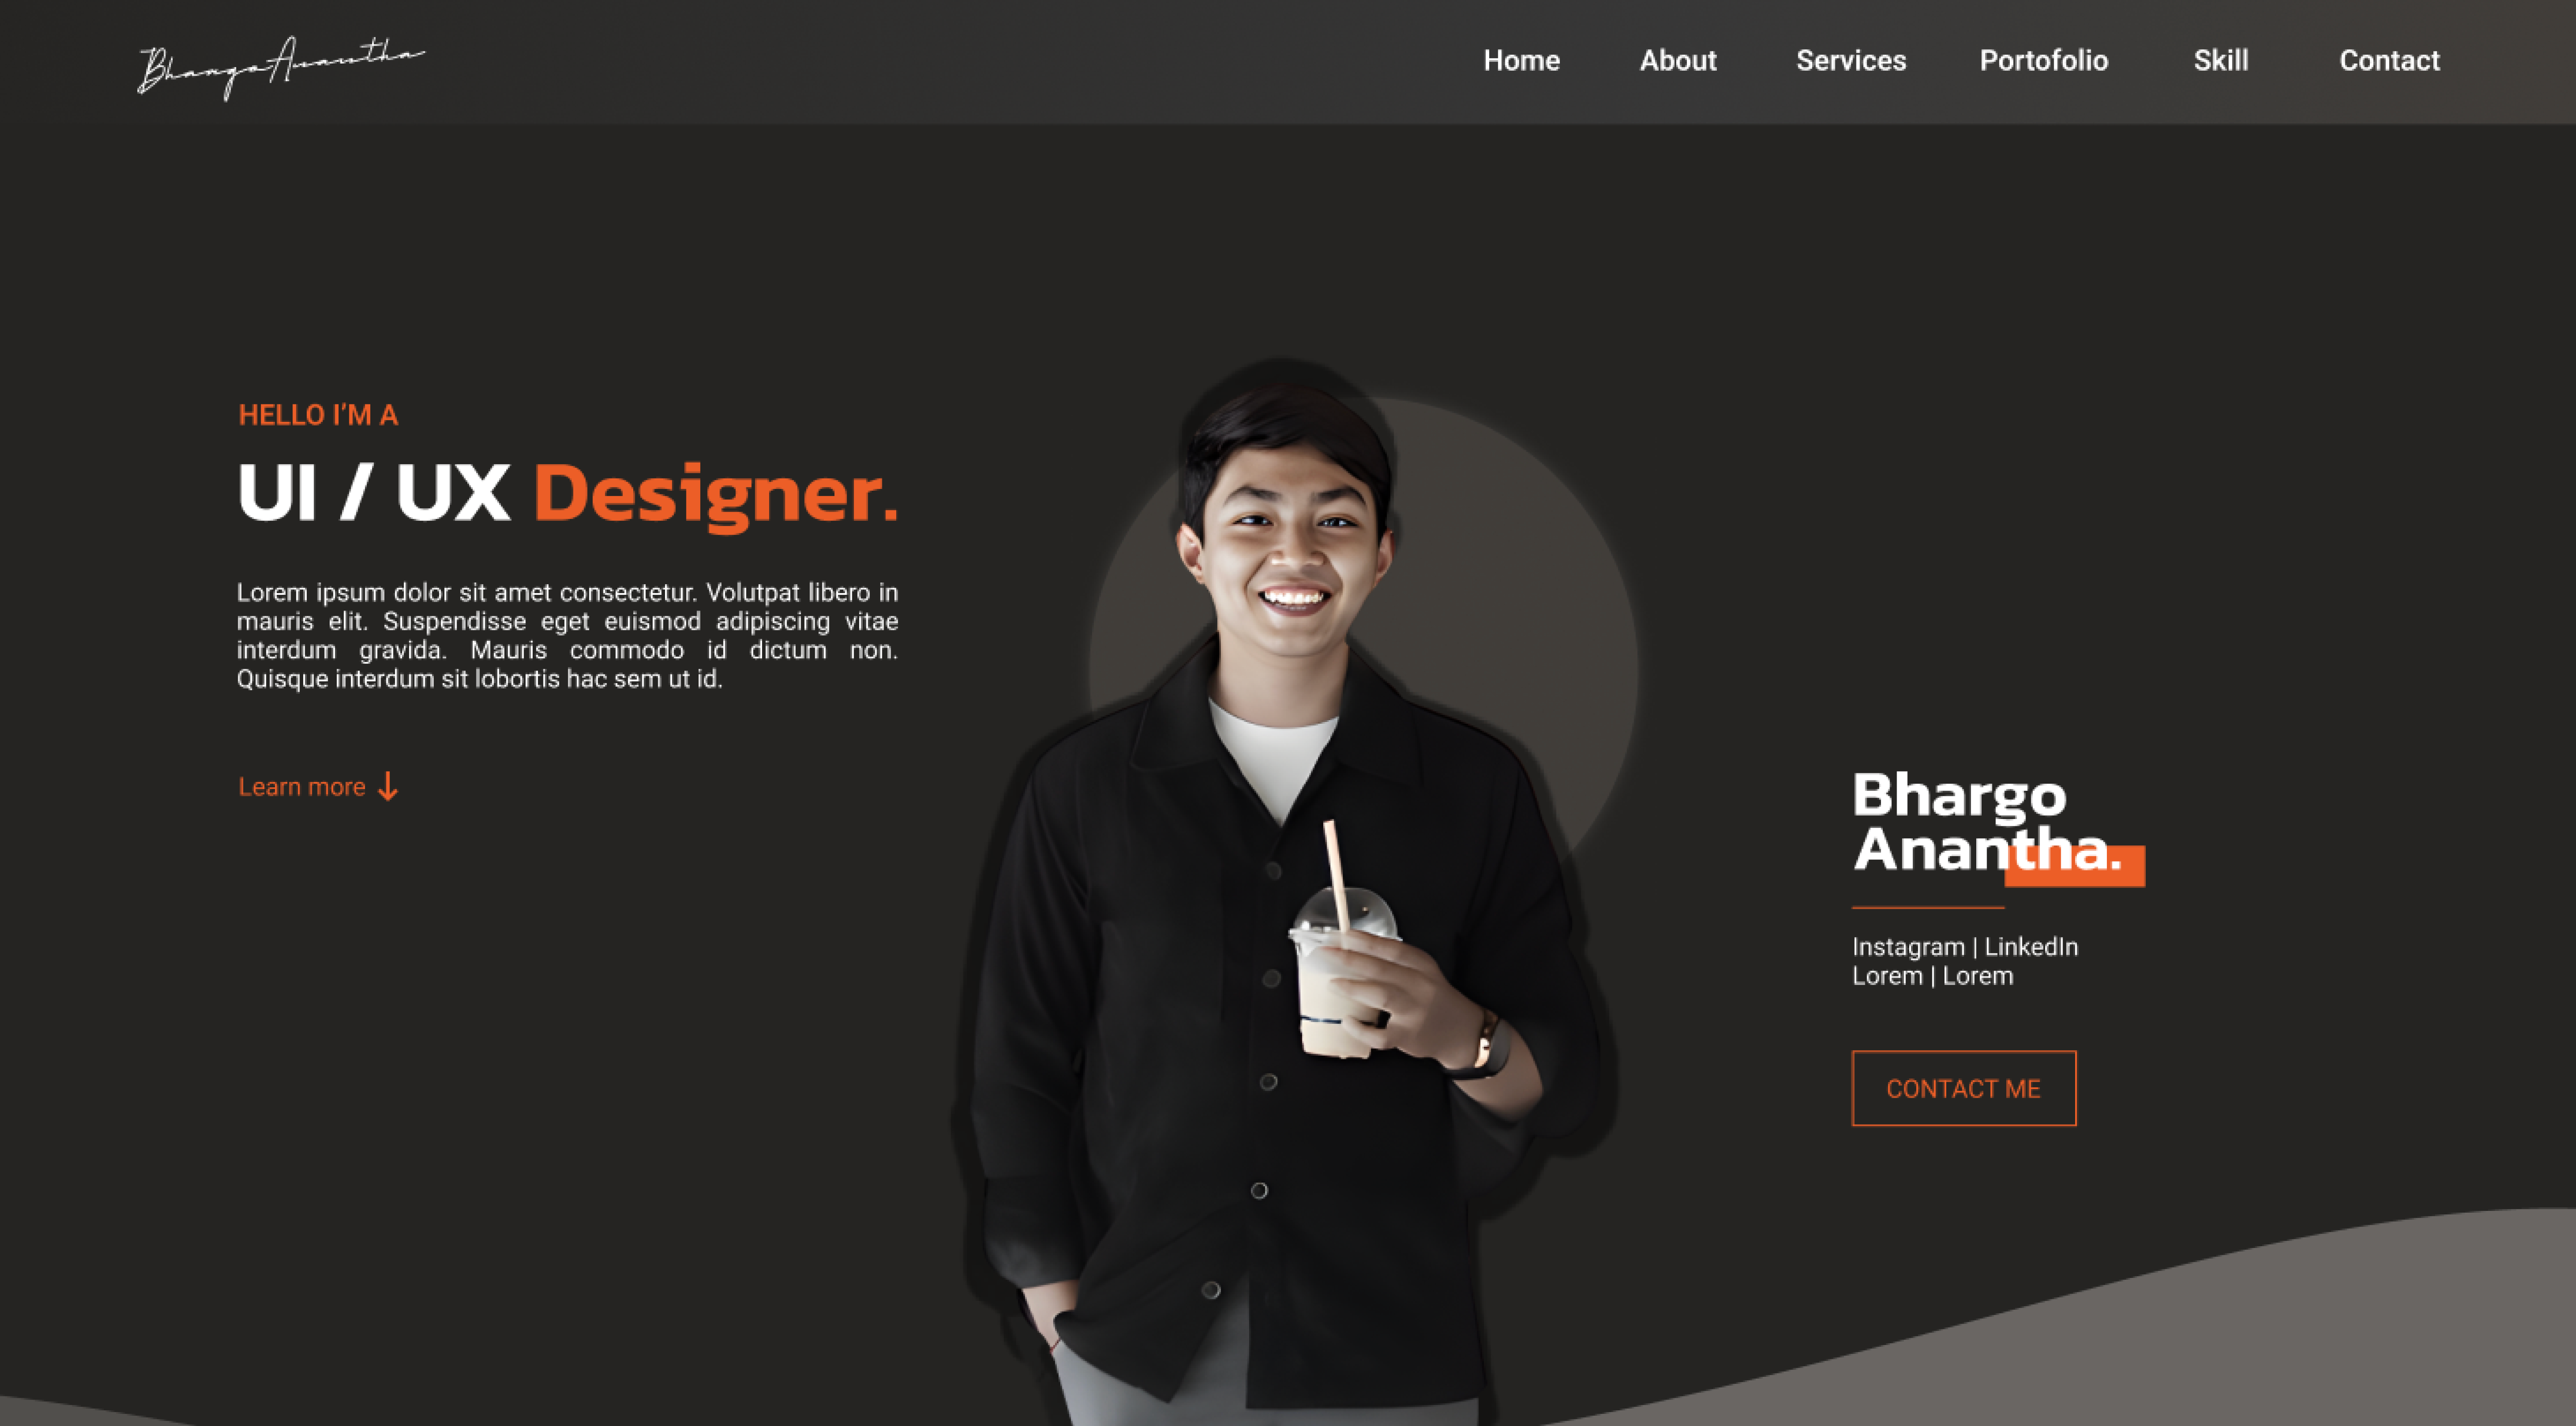 Bhargo Anantha
Home About Services Portofolio Skill Contact
HELLO I'M A
UI / UX Designer.
Lorem ipsum dolor sit amet consectetur. Volutpat libero in
mauris elit. Suspendisse eget euismod adipiscing vitae
interdum gravida. Mauris commodo id dictum non.
Quisque interdum sit lobortis hac sem ut id.
Learn more
Bhargo
Anantha.
Instagram | LinkedIn
Lorem | Lorem
CONTACT ME